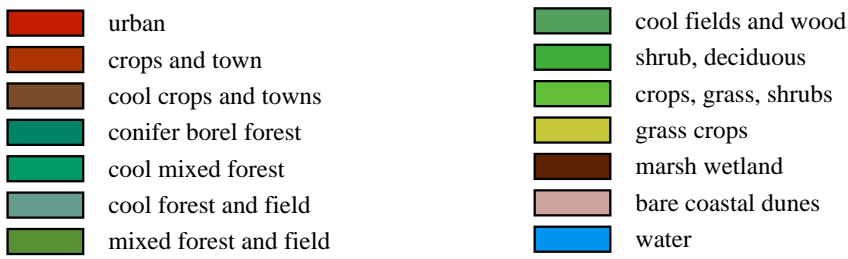 urban
crops and town
cool crops and towns
conifer borel forest
cool mixed forest
cool forest and field
mixed forest and field
cool fields and wood
shrub, deciduous
crops, grass, shrubs
grass crops
marsh wetland
bare coastal dunes
water